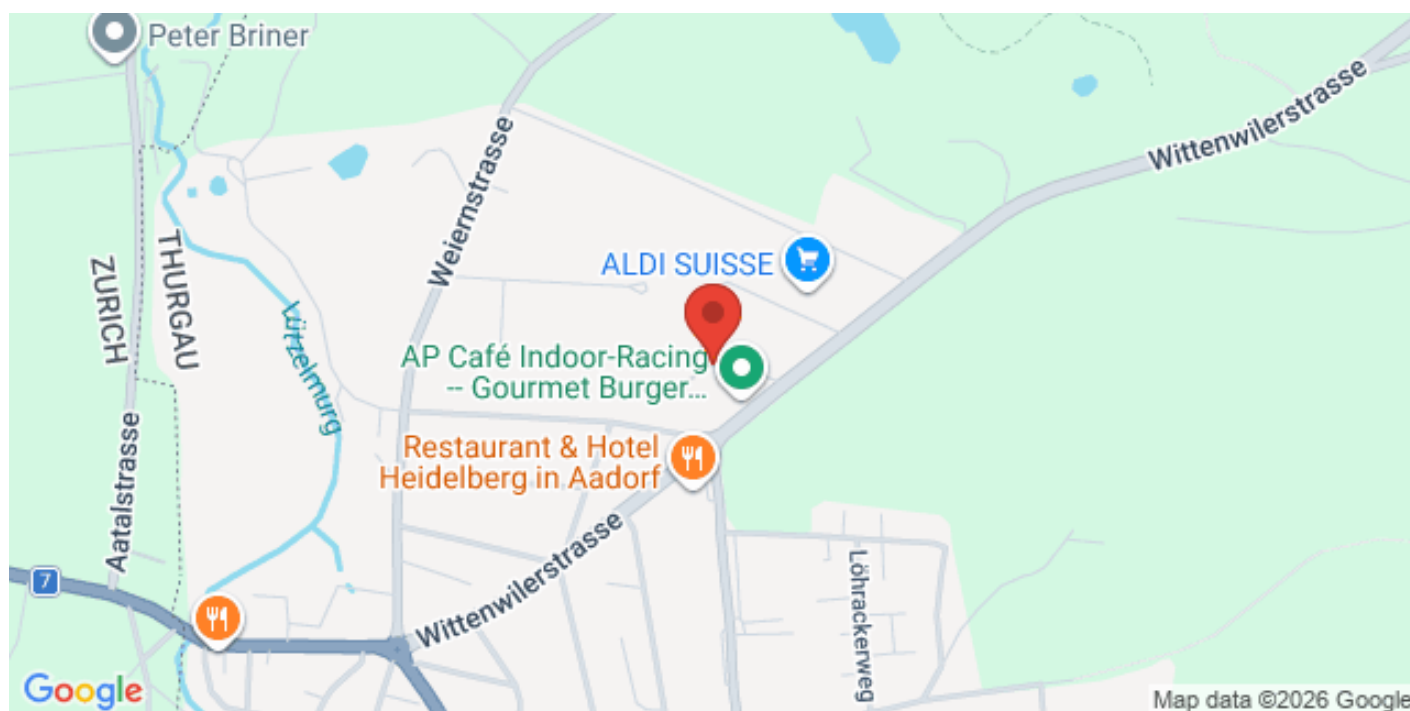 Peter Briner
Wittenwilerstrasse
Weiernstrasse
THURGAU
ZURICH
ALDI SUISSE
Lützelmurg
AP Café Indoor-Racing
-- Gourmet Burger...
Restaurant & Hotel
Heidelberg in Aadorf
Aatalstrasse
Wittenwilerstrasse
Löhrackerweg
7
Google
Map data ©2026 Google